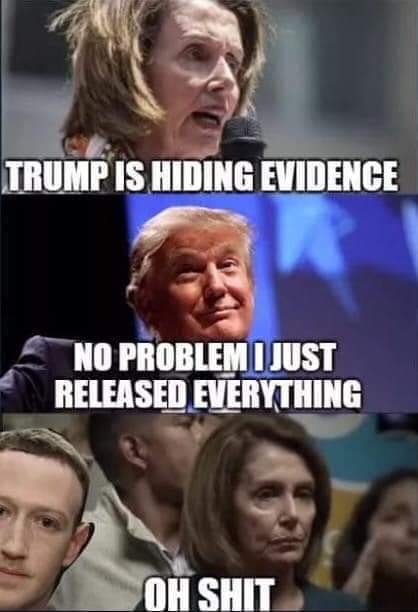 TRUMP IS HIDING EVIDENCE
NO PROBLEM I JUST
RELEASED EVERYTHING
OH SHIT